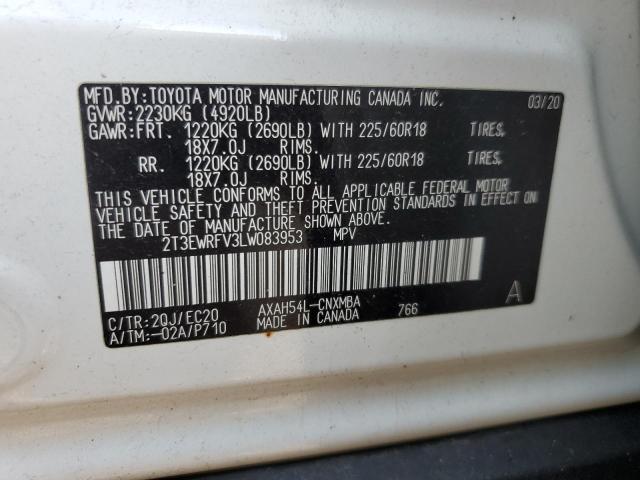 MFD.BY:TOYOTA MOTOR MANUFACTURING CANADA INC. 03/20
GVWR:2230KG (4920LB)
GAWR:FRT. 1220KG (2690LB) WITH 225/60R18 TIRES.
18X7.0J RIMS.
RR. 1220KG (2690LB) WITH 225/60R18 TIRES.
18X7.0J RIMS.
THIS VEHICLE CONFORMS TO ALL APPLICABLE FEDERAL MOTOR
VEHICLE SAFETY AND THEFT PREVENTION STANDARDS IN EFFECT ON
THE DATE OF MANUFACTURE SHOWN ABOVE.
2T3EWRFV3LW083953 MPV
C/TR:2QJ/EC20 AXAH54L-CNXMBA 766 A
A/TM:-02A/P710 MADE IN CANADA